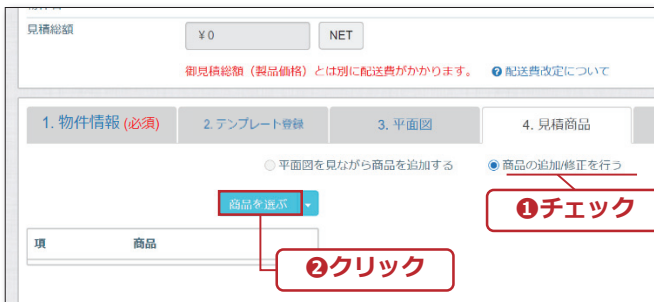 見積総額
¥0
NET
御見積総額（製品価格）とは別に配送費がかかります。
配送費改定について
1. 物件情報 (必須)
2. テンプレート登録
3. 平面図
4. 見積商品
平面図を見ながら商品を追加する
商品の追加/修正を行う
❶チェック
商品を選ぶ
項
商品
❷クリック